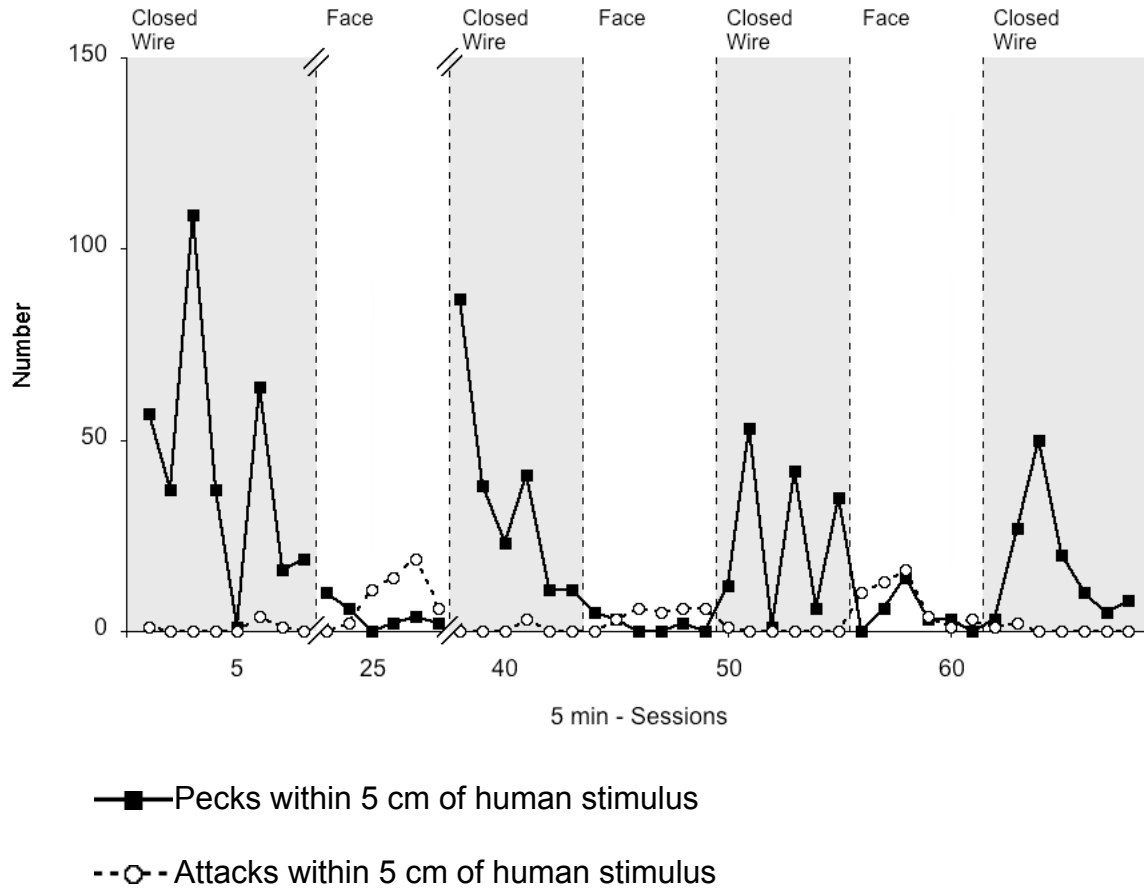 Closed Wire
Face
Closed Wire
Face
Closed Wire
Face
Closed Wire
150
100
50
0
Number
5
25
40
50
60
5 min - Sessions
Pecks within 5 cm of human stimulus
Attacks within 5 cm of human stimulus